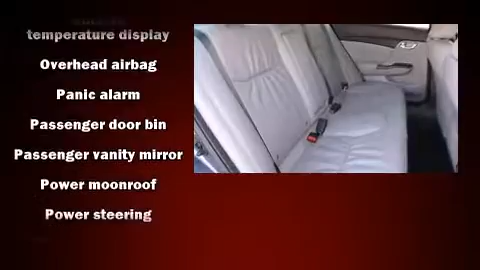 temperature display
Overhead airbag
Panic alarm
Passenger door bin
Passenger vanity mirror
Power moonroof
Power steering